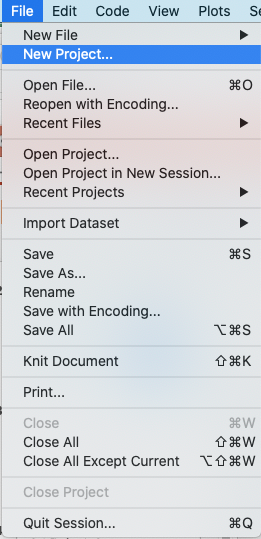 File Edit Code View Plots Se
New File ▶
New Project...
Open File... ⌘O
Reopen with Encoding...
Recent Files ▶
Open Project...
Open Project in New Session...
Recent Projects ▶
Import Dataset ▶
Save ⌘S
Save As...
Rename
Save with Encoding...
Save All ⌥⌘S
Knit Document ⇧⌘K
Print...
Close ⌘W
Close All ⇧⌘W
Close All Except Current ⌥⇧⌘W
Close Project
Quit Session... ⌘Q